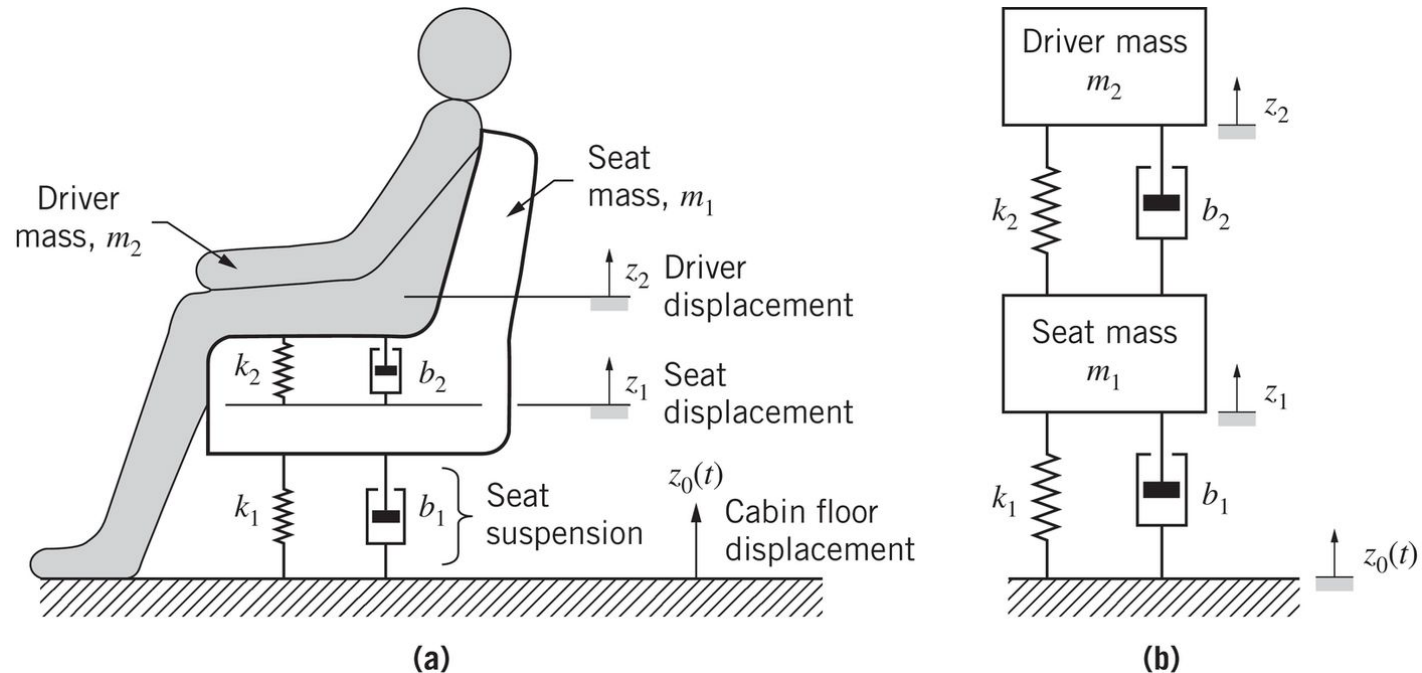 Driver
mass, m₂
Seat
mass, m₁
z₂ Driver
displacement
k₂
b₂
z₁ Seat
displacement
k₁
b₁
Seat
suspension
z₀(t)
Cabin floor
displacement
(a)
Driver mass
m₂
z₂
k₂
b₂
Seat mass
m₁
z₁
k₁
b₁
z₀(t)
(b)